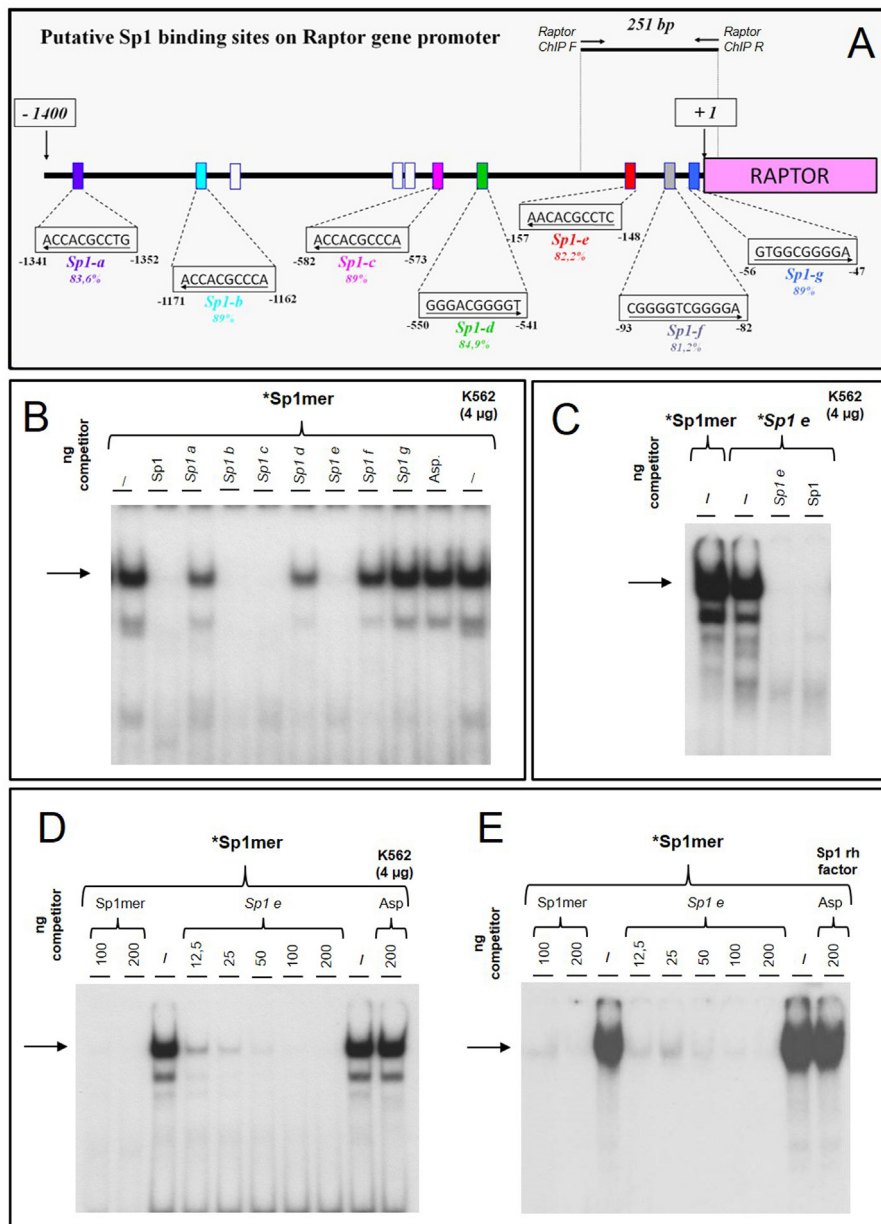 Putative Sp1 binding sites on Raptor gene promoter
Raptor ChIP F
251 bp
Raptor ChIP R
A
- 1400
+ 1
RAPTOR
ACCACGCCTG
-1341
-1352
Sp1-a
83,6%
ACCACGCCCA
-1171
-1162
Sp1-b
89%
ACCACGCCCA
-582
-573
Sp1-c
89%
GGGACGGGGT
-550
-541
Sp1-d
84,9%
AACACGCCTC
-157
-148
Sp1-e
82,2%
CGGGGTCGGGGA
-93
-82
Sp1-f
81,2%
GTGGCGGGGA
-56
-47
Sp1-g
89%
B
*Sp1mer
K562
(4 µg)
ng competitor
/
Sp1
Sp1 a
Sp1 b
Sp1 c
Sp1 d
Sp1 e
Sp1 f
Sp1 g
Asp.
/
C
K562
(4 µg)
*Sp1mer
*Sp1 e
ng competitor
/
/
Sp1 e
Sp1
D
*Sp1mer
K562
(4 µg)
ng competitor
Sp1mer
Sp1 e
Asp
100
200
/
12,5
25
50
100
200
/
200
E
*Sp1mer
Sp1 rh
factor
ng competitor
Sp1mer
Sp1 e
Asp
100
200
/
12,5
25
50
100
200
/
200